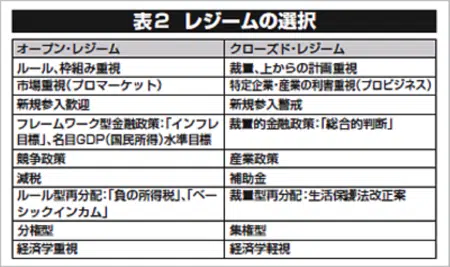 表2 レジームの選択
オープン・レジーム クローズド・レジーム
ルール、枠組み重視 裁量、上からの計画重視
市場重視(プロマーケット) 特定企業・産業の利害重視(プロビジネス)
新規参入歓迎 新規参入警戒
フレームワーク型金融政策:「インフレ 裁量的金融政策:「総合的判断」
目標」、名目GDP(国民所得)水準目標
競争政策 産業政策
減税 補助金
ルール型再分配:「負の所得税」、「ベー 裁量型再分配:生活保護法改正案
シックインカム」
分権型 集権型
経済学重視 経済学軽視